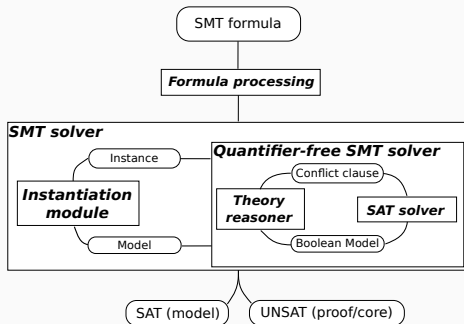 SMT formula
Formula processing
SMT solver
Quantifier-free SMT solver
Instance
Conflict clause
Instantiation
module
Theory
reasoner
SAT solver
Model
Boolean Model
SAT (model)
UNSAT (proof/core)